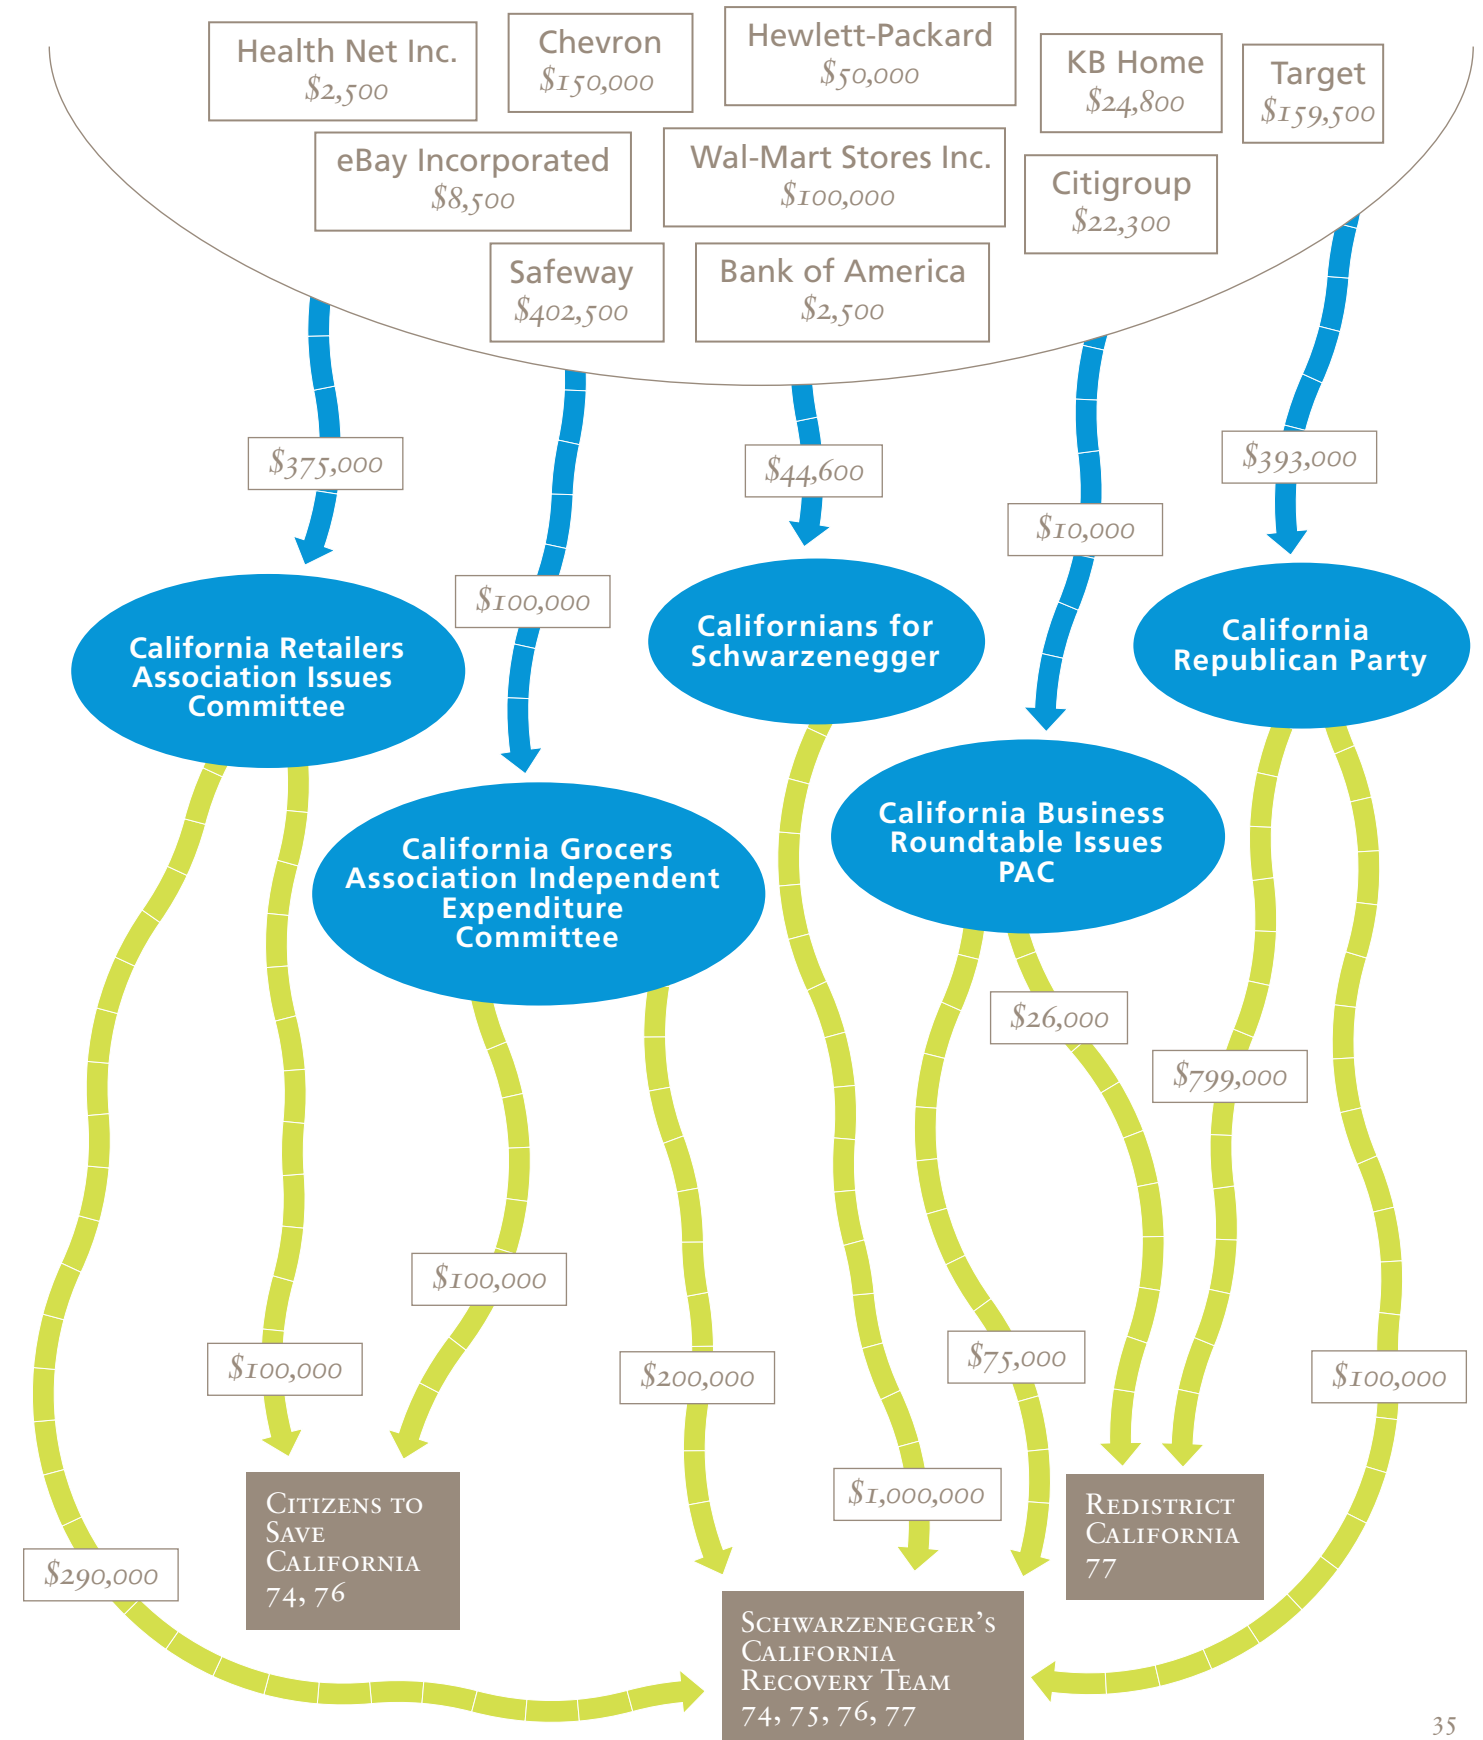 Health Net Inc.
$2,500
Chevron
$150,000
Hewlett-Packard
$50,000
KB Home
$24,800
Target
$159,500
eBay Incorporated
$8,500
Wal-Mart Stores Inc.
$100,000
Citigroup
$22,300
Safeway
$402,500
Bank of America
$2,500
$375,000
$100,000
$44,600
$10,000
$393,000
California Retailers
Association Issues
Committee
Californians for
Schwarzenegger
California
Republican Party
California Grocers
Association Independent
Expenditure
Committee
California Business
Roundtable Issues
PAC
$26,000
$799,000
$100,000
$100,000
$200,000
$75,000
$100,000
$1,000,000
$290,000
Citizens to
Save
California
74, 76
Redistrict
California
77
Schwarzenegger’s
California
Recovery Team
74, 75, 76, 77
35